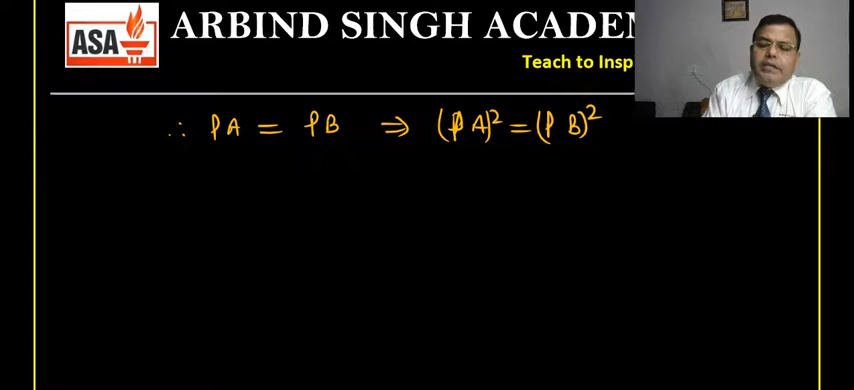 ASA
ARBIND SINGH ACADEM
Teach to Insp
∴ PA = PB ⇒ (PA)² = (PB)²